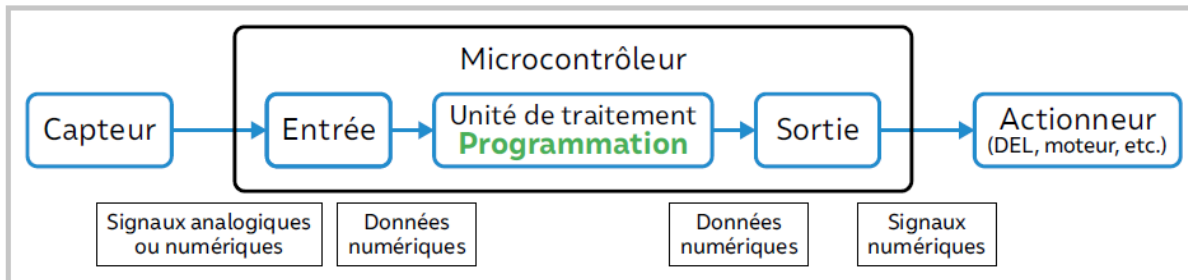 Microcontrôleur
Capteur
Entrée
Unité de traitement
Programmation
Sortie
Actionneur
(DEL, moteur, etc.)
Signaux analogiques
ou numériques
Données
numériques
Données
numériques
Signaux
numériques